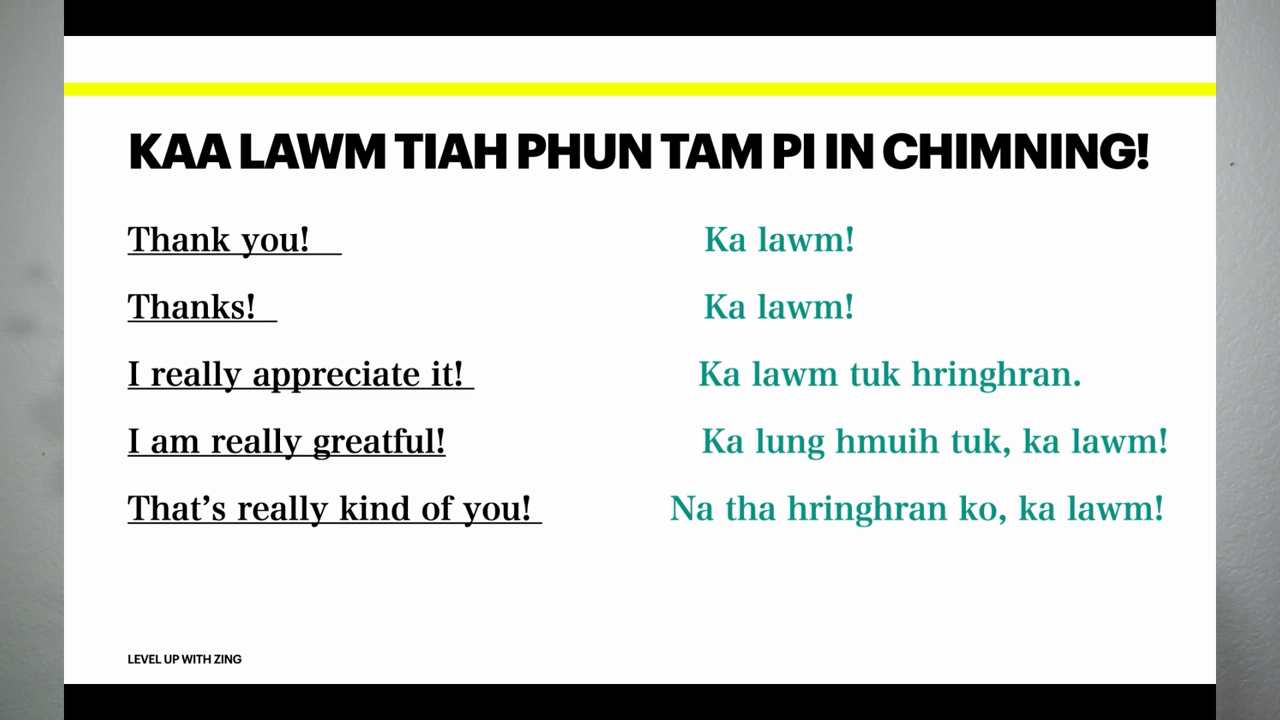 KAA LAWM TIAH PHUN TAM PI IN CHIMNING!
Thank you! Ka lawm!
Thanks! Ka lawm!
I really appreciate it! Ka lawm tuk hringhran.
I am really greatful! Ka lung hmuih tuk, ka lawm!
That's really kind of you! Na tha hringhran ko, ka lawm!
LEVEL UP WITH ZING